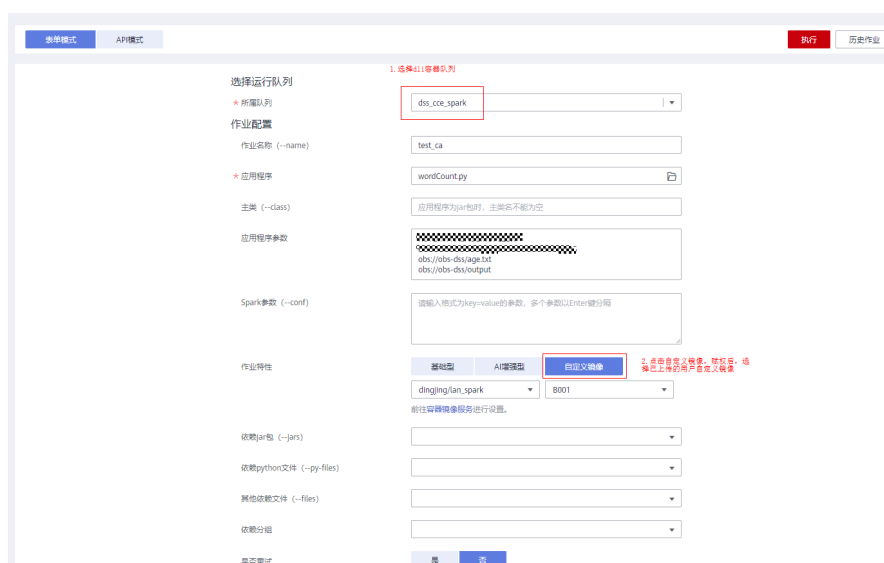 表单模式 API模式 执行 历史作业
1. 选择dli容器队列
选择运行队列
* 所属队列 dss_cce_spark
作业配置
作业名称（--name） test_ca
* 应用程序 wordCount.py
主类（--class） 应用程序为jar包时，主类名不能为空
应用程序参数
obs://obs-dss/age.txt
obs://obs-dss/output
Spark参数（--conf） 请输入格式为key=value的参数，多个参数以Enter键分隔
作业特性 基础型 AI增强型 自定义镜像
2. 点击自定义镜像，赋权后，选
择已上传的用户自定义镜像
dingjing/lan_spark B001
前往容器镜像服务进行设置。
依赖jar包（--jars）
依赖python文件（--py-files）
其他依赖文件（--files）
依赖分组
是否重试 是 否